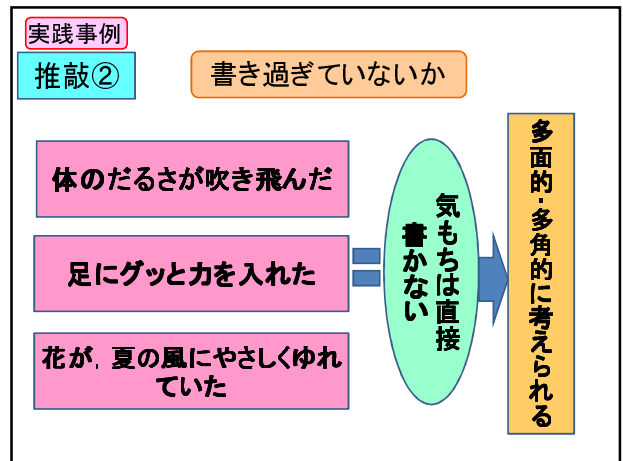 実践事例
推敲②
書き過ぎていないか
体のだるさが吹き飛んだ
足にグッと力を入れた
花が，夏の風にやさしくゆれ
ていた
気もちは直接
書かない
多面的・多角的に考えられる